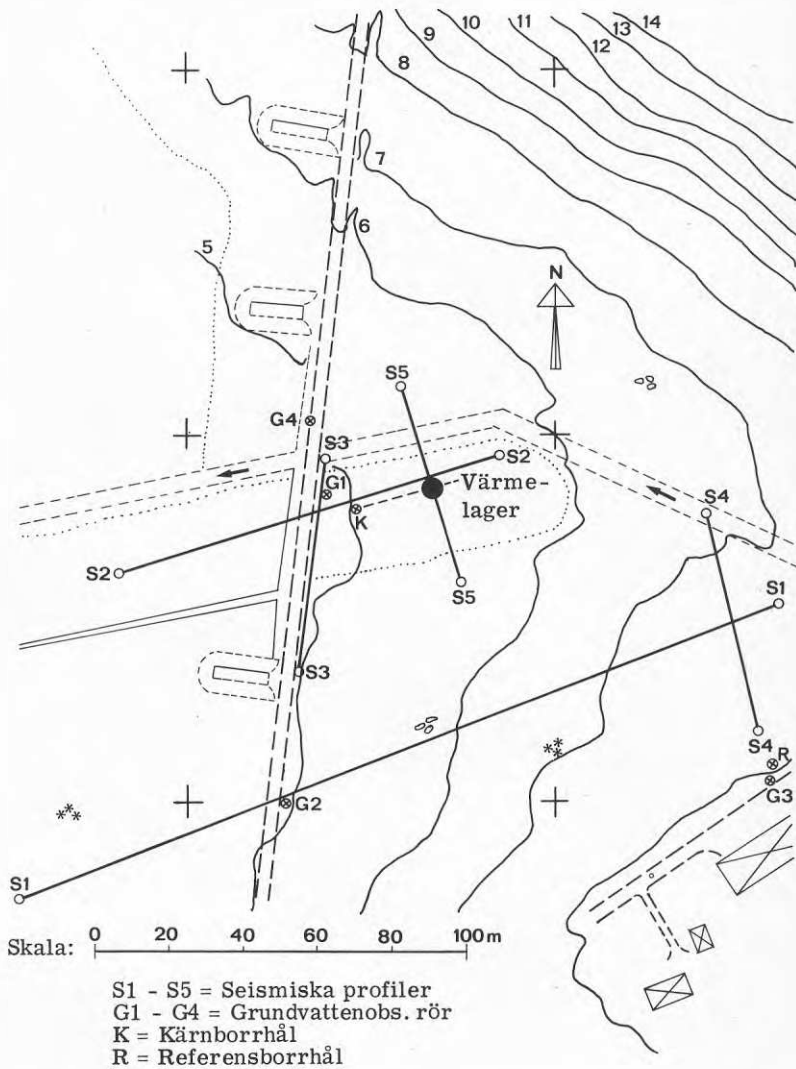 9 10 11 12 13 14
8
7
6
5
N
S5
G4
S3
S2
G1
Värme-
K
lager
S4
S2
S5
S1
S3
S4
R
G3
G2
S1
Skala: 0 20 40 60 80 100m
S1 - S5 = Seismiska profiler
G1 - G4 = Grundvattenobs. rör
K = Kärnborrhål
R = Referensborrhål